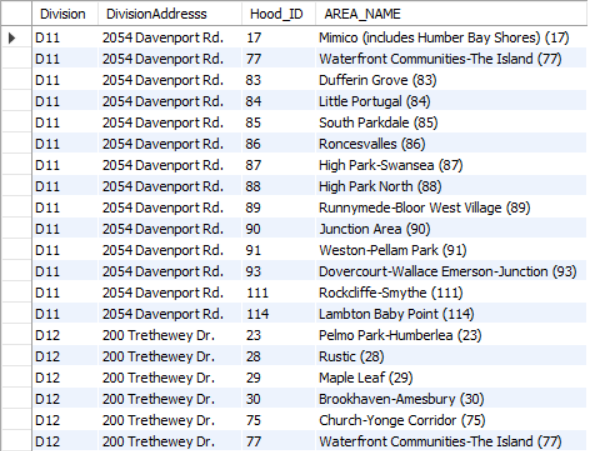 Division DivisionAddresss Hood_ID AREA_NAME
D11 2054 Davenport Rd. 17 Mimico (includes Humber Bay Shores) (17)
D11 2054 Davenport Rd. 77 Waterfront Communities-The Island (77)
D11 2054 Davenport Rd. 83 Dufferin Grove (83)
D11 2054 Davenport Rd. 84 Little Portugal (84)
D11 2054 Davenport Rd. 85 South Parkdale (85)
D11 2054 Davenport Rd. 86 Roncesvalles (86)
D11 2054 Davenport Rd. 87 High Park-Swansea (87)
D11 2054 Davenport Rd. 88 High Park North (88)
D11 2054 Davenport Rd. 89 Runnymede-Bloor West Village (89)
D11 2054 Davenport Rd. 90 Junction Area (90)
D11 2054 Davenport Rd. 91 Weston-Pellam Park (91)
D11 2054 Davenport Rd. 93 Dovercourt-Wallace Emerson-Junction (93)
D11 2054 Davenport Rd. 111 Rockcliffe-Smythe (111)
D11 2054 Davenport Rd. 114 Lambton Baby Point (114)
D12 200 Trethewey Dr. 23 Pelmo Park-Humberlea (23)
D12 200 Trethewey Dr. 28 Rustic (28)
D12 200 Trethewey Dr. 29 Maple Leaf (29)
D12 200 Trethewey Dr. 30 Brookhaven-Amesbury (30)
D12 200 Trethewey Dr. 75 Church-Yonge Corridor (75)
D12 200 Trethewey Dr. 77 Waterfront Communities-The Island (77)